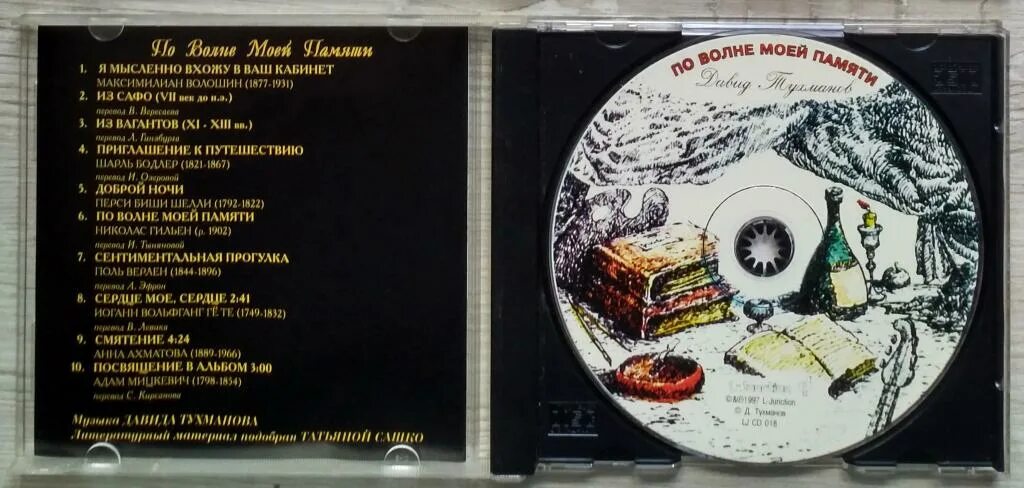 По Волне Моей Памяти
1. Я МЫСЛЕННО ВХОЖУ В ВАШ КАБИНЕТ
МАКСИМИЛИАН ВОЛОШИН (1877-1931)
2. ИЗ САФО (VII век до н.э.)
перевод В. Вересаева
3. ИЗ ВАГАНТОВ (XI - XIII вв.)
перевод Л. Гинзбурга
4. ПРИГЛАШЕНИЕ К ПУТЕШЕСТВИЮ
ШАРЛЬ БОДЛЕР (1821-1867)
перевод И. Озеровой
5. ДОБРОЙ НОЧИ
ПЕРСИ БИШИ ШЕЛЛИ (1792-1822)
6. ПО ВОЛНЕ МОЕЙ ПАМЯТИ
НИКОЛАС ГИЛЬЕН (р. 1902)
перевод И. Тыняновой
7. СЕНТИМЕНТАЛЬНАЯ ПРОГУЛКА
ПОЛЬ ВЕРЛЕН (1844-1896)
перевод А. Эфрон
8. СЕРДЦЕ МОЕ, СЕРДЦЕ 2:41
ИОГАНН ВОЛЬФГАНГ ГЁТЕ (1749-1832)
перевод В. Левика
9. СМЯТЕНИЕ 4:24
АННА АХМАТОВА (1889-1966)
10. ПОСВЯЩЕНИЕ В АЛЬБОМ 3:00
АДАМ МИЦКЕВИЧ (1798-1854)
перевод С. Кирсанова
Музыка ДАВИДА ТУХМАНОВА
Литературный материал подобран ТАТЬЯНОЙ САШКО
ПО ВОЛНЕ МОЕЙ ПАМЯТИ
Давид Тухманов
©&℗1997 L-Junction
© Д. Тухманов
LJ CD 018